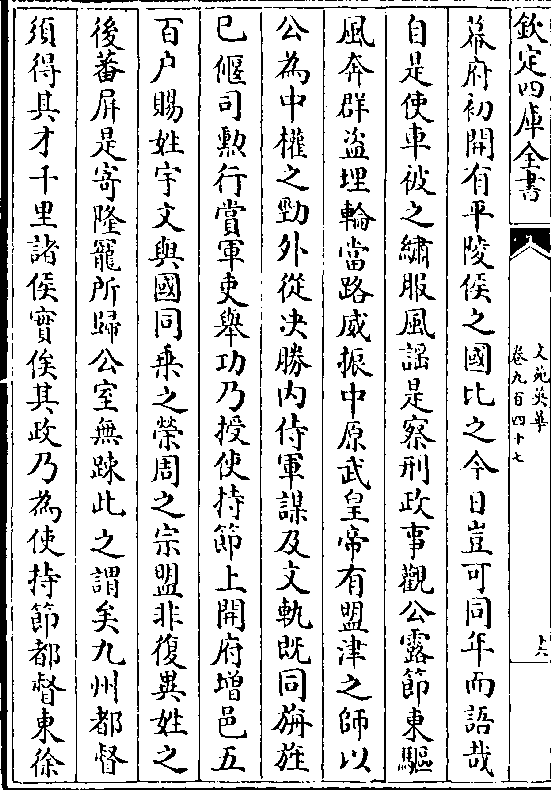 欽定四庫全書
文苑英華
卷九百四十七
幕府初開有平陵侯之國比之今日豈可同年而語哉
自是使車彼之繡服風謡是察刑政事觀公露節東驅
風奔群盜埋輪當路威振中原武皇帝有盟津之師以
公為中權之勁外從决勝内侍軍謀及文軌既同旃旌
已偃司勲行賞軍吏舉功乃授使持節上開府增邑五
百户賜姓宇文與國同乗之榮周之宗盟非復異姓之
後蕃屏是寄隆寵所歸公室無踈此之謂矣九州都督
須得其才千里諸侯實俟其政乃為使持節都督東徐